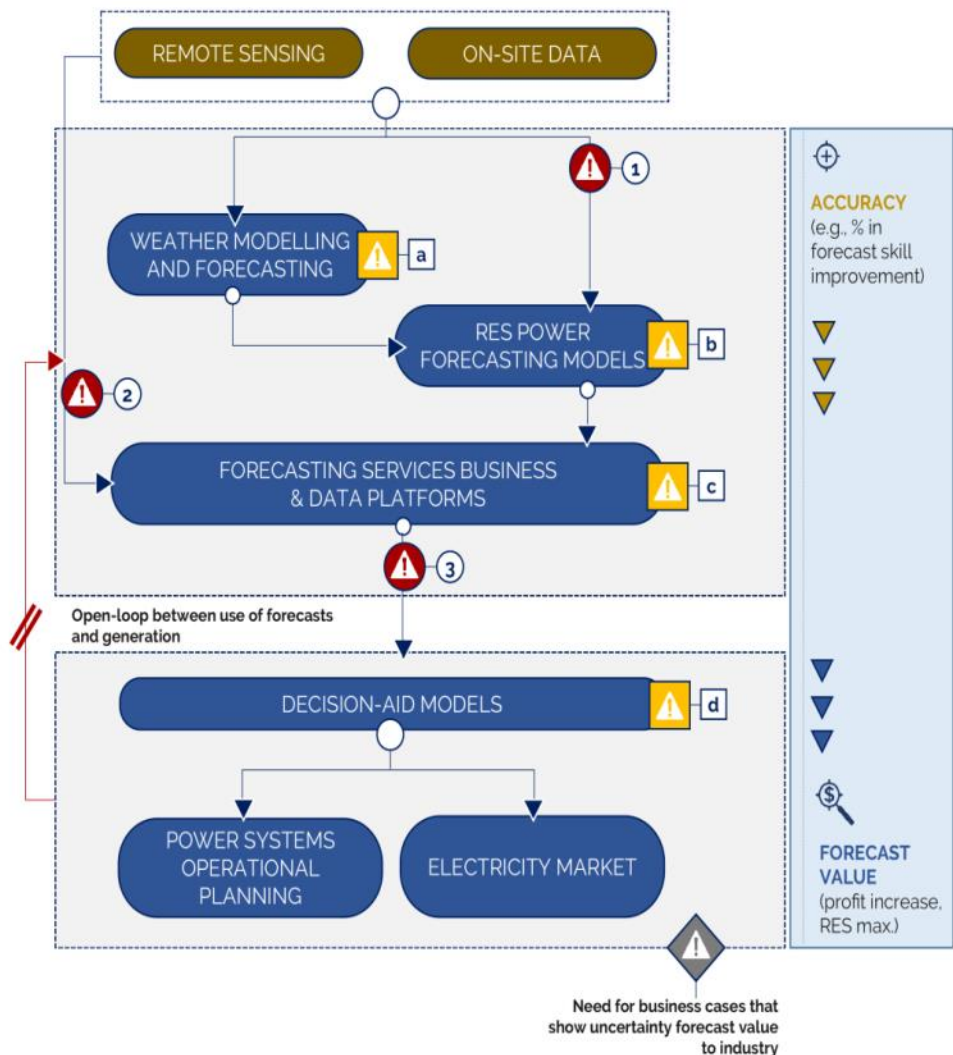 REMOTE SENSING
ON-SITE DATA
1
WEATHER MODELLING
AND FORECASTING
a
RES POWER
FORECASTING MODELS
b
2
FORECASTING SERVICES BUSINESS
& DATA PLATFORMS
c
3
Open-loop between use of forecasts
and generation
DECISION-AID MODELS
d
POWER SYSTEMS
OPERATIONAL
PLANNING
ELECTRICITY MARKET
Need for business cases that
show uncertainty forecast value
to industry
ACCURACY
(e.g., % in
forecast skill
improvement)
$
FORECAST
VALUE
(profit increase,
RES max.)